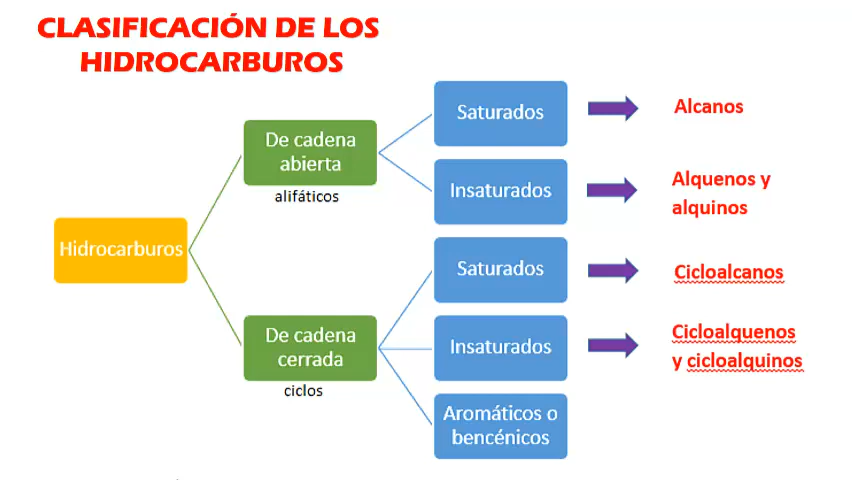 CLASIFICACIÓN DE LOS
HIDROCARBUROS
Hidrocarburos
De cadena
abierta
alifáticos
Saturados
Alcanos
Insaturados
Alquenos y
alquinos
De cadena
cerrada
ciclos
Saturados
Cicloalcanos
Insaturados
Cicloalquenos
y cicloalquinos
Aromáticos o
bencénicos